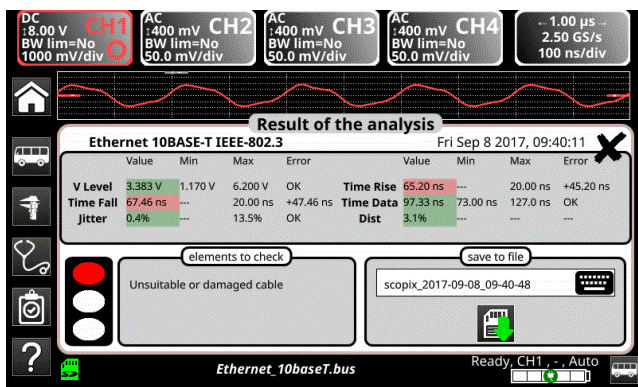 DC
↕8.00 V CH1
BW lim=No
1000 mV/div
AC
↕400 mV CH2
BW lim=No
50.0 mV/div
AC
↕400 mV CH3
BW lim=No
50.0 mV/div
AC
↕400 mV CH4
BW lim=No
50.0 mV/div
←1.00 µs→
2.50 GS/s
100 ns/div
Result of the analysis
Ethernet 10BASE-T IEEE-802.3 Fri Sep 8 2017, 09:40:11
Value Min Max Error Value Min Max Error
V Level 3.383 V 1.170 V 6.200 V OK Time Rise 65.20 ns --- 20.00 ns +45.20 ns
Time Fall 67.46 ns --- 20.00 ns +47.46 ns Time Data 97.33 ns 73.00 ns 127.0 ns OK
Jitter 0.4% --- 13.5% OK Dist 3.1% --- --- ---
elements to check
Unsuitable or damaged cable
save to file
scopix_2017-09-08_09-40-48
?
Ethernet_10baseT.bus
Ready, CH1 , - , Auto